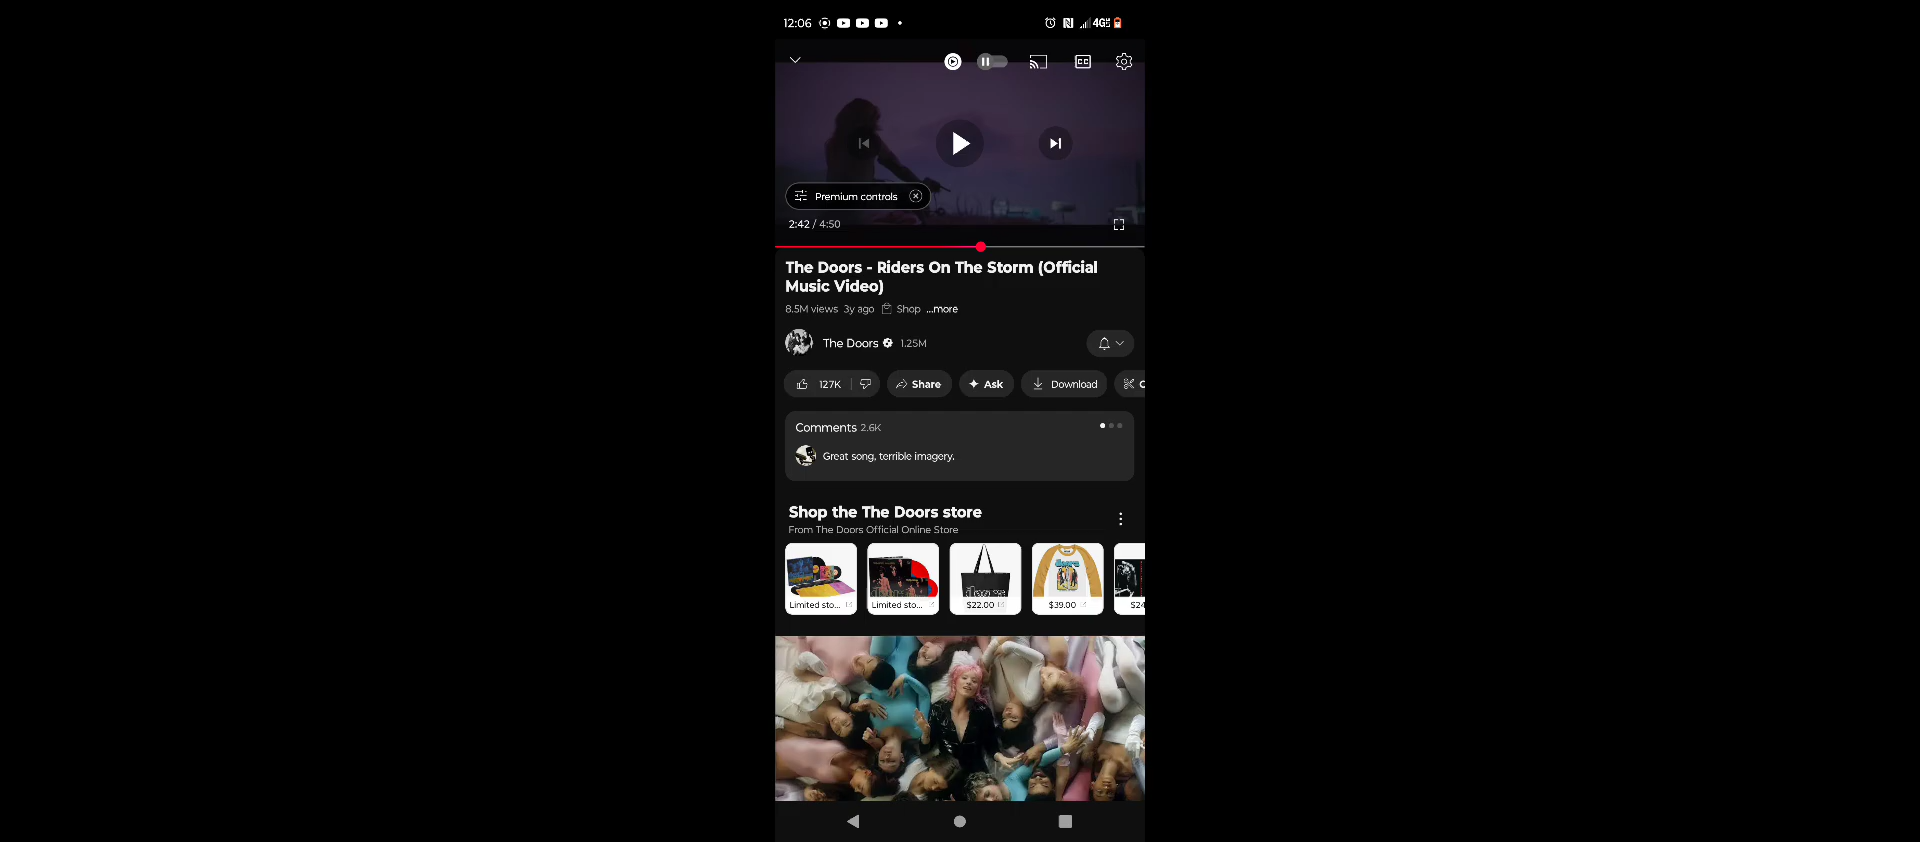 12:06
4G
Premium controls
2:42 / 4:50
The Doors - Riders On The Storm (Official
Music Video)
8.5M views 3y ago Shop ...more
The Doors 1.25M
127K Share Ask Download
Comments 2.6K
Great song, terrible imagery.
Shop the The Doors store
From The Doors Official Online Store
Limited sto... Limited sto... $22.00 $39.00 $24